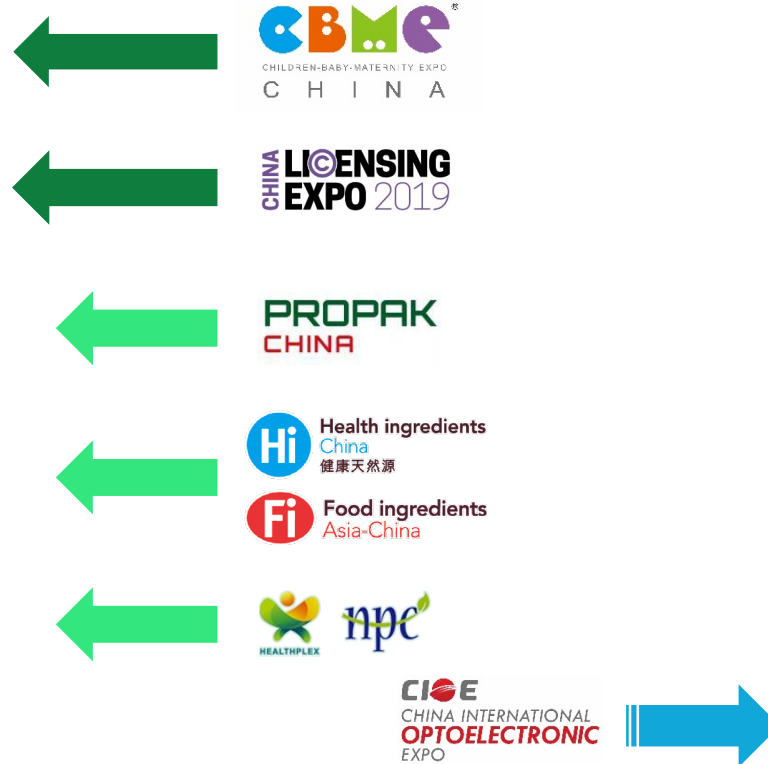 CBMe®
CHILDREN-BABY-MATERNITY EXPO
CHINA
CHINA
LICENSING
EXPO 2019
PROPAK
CHINA
Hi
Health ingredients
China
健康天然源
Fi
Food ingredients
Asia-China
HEALTHPLEX
npc
CIOE
CHINA INTERNATIONAL
OPTOELECTRONIC
EXPO